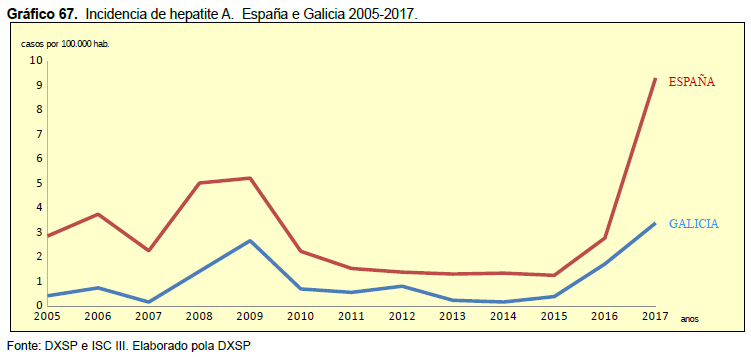 Gráfico 67. Incidencia de hepatite A. España e Galicia 2005-2017.
casos por 100.000 hab.
10
9
8
7
6
5
4
3
2
1
0
ESPAÑA
GALICIA
2005 2006 2007 2008 2009 2010 2011 2012 2013 2014 2015 2016 2017 anos
Fonte: DXSP e ISC III. Elaborado pola DXSP